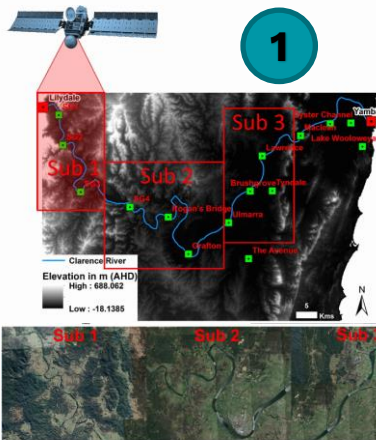 1
Lilydale
Yamba
Oyster Channel
Maclean
Lake Wooloweyah
Sub 3
Lawrence
Sub 1
Sub 2
Brushgrove
Tyndale
Rogan's Bridge
Ulmarra
Grafton
The Avenue
Clarence River
Elevation in m (AHD)
High : 688.062
Low : -18.1385
5
Kms
N
Sub 1
Sub 2
Sub